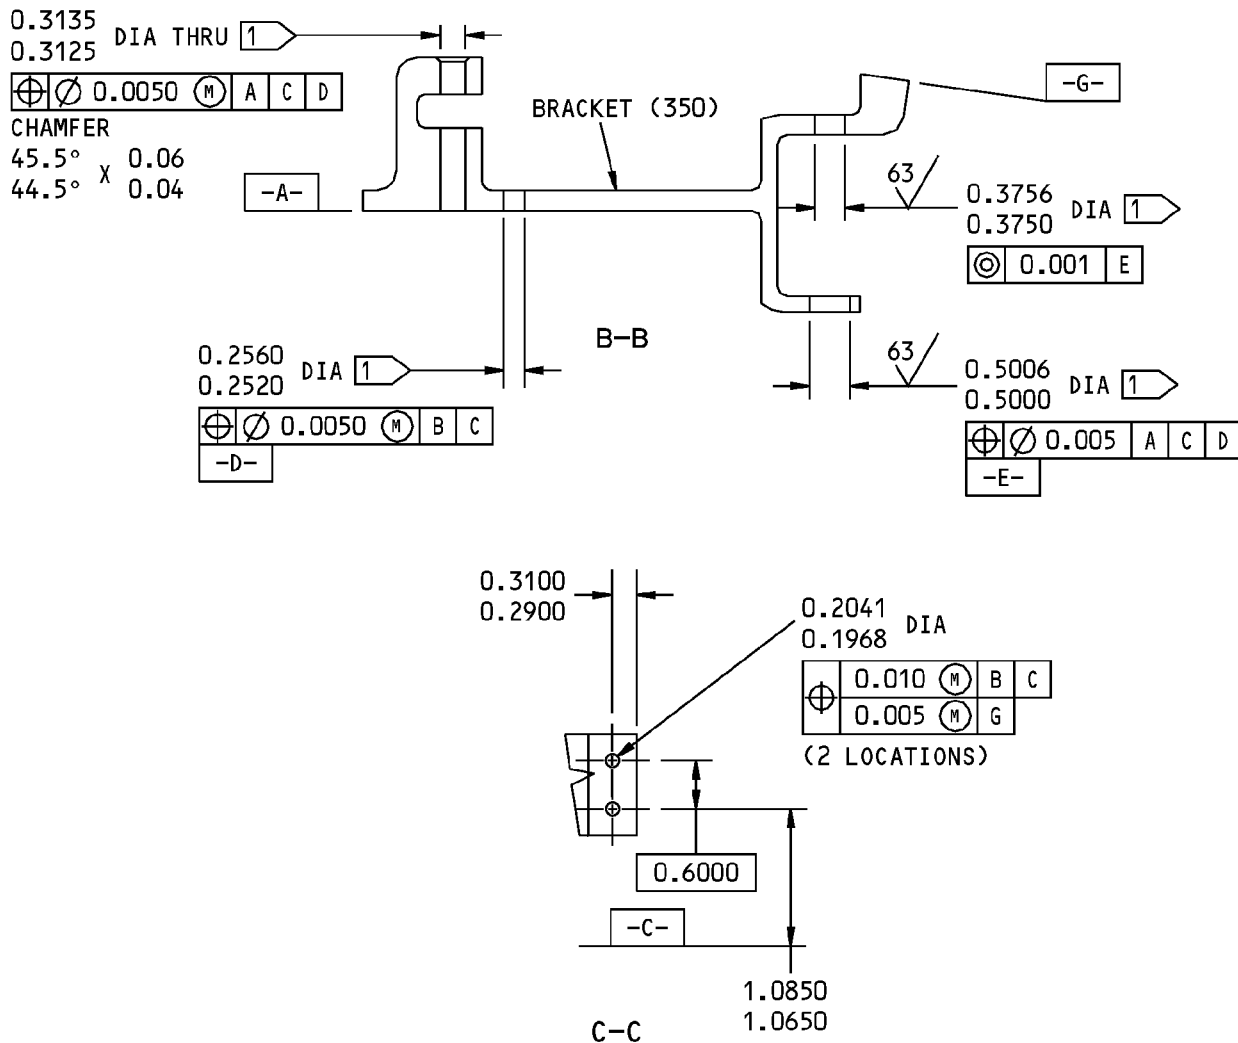 0.3135
0.3125 DIA THRU 1
⌖ ⌀ 0.0050 Ⓜ A C D
CHAMFER
45.5° X 0.06
44.5° 0.04
-A-
BRACKET (350)
-G-
63
0.3756
0.3750 DIA 1
◎ 0.001 E
B-B
0.2560
0.2520 DIA 1
⌖ ⌀ 0.0050 Ⓜ B C
-D-
63
0.5006
0.5000 DIA 1
⌖ ⌀ 0.005 A C D
-E-
0.3100
0.2900
0.2041
0.1968 DIA
⌖ 0.010 Ⓜ B C
0.005 Ⓜ G
(2 LOCATIONS)
0.6000
-C-
1.0850
1.0650
C-C